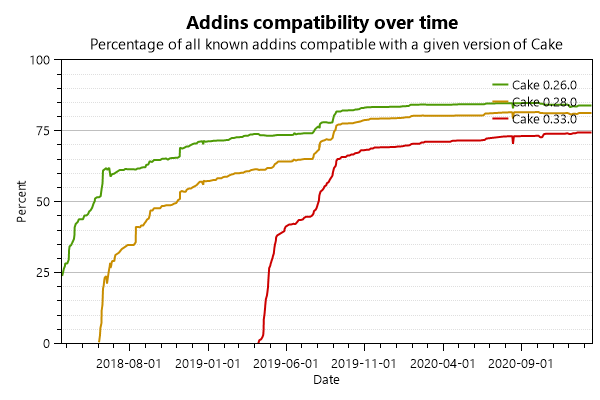 Addins compatibility over time
Percentage of all known addins compatible with a given version of Cake
100
75
50
25
0
Percent
Cake 0.26.0
Cake 0.28.0
Cake 0.33.0
2018-08-01
2019-01-01
2019-06-01
2019-11-01
2020-04-01
2020-09-01
Date